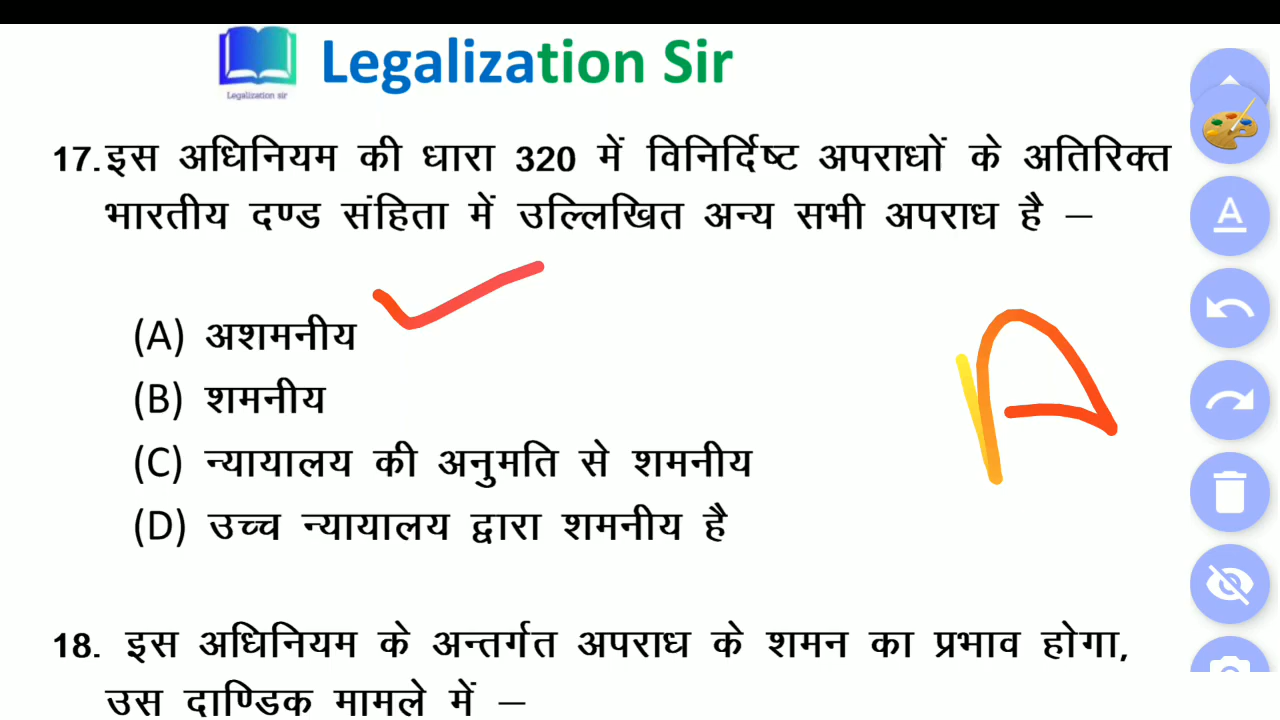 Legalization Sir
Legalization sir
17. इस अधिनियम की धारा 320 में विनिर्दिष्ट अपराधों के अतिरिक्त
भारतीय दण्ड संहिता में उल्लिखित अन्य सभी अपराध है –
(A) अशमनीय
(B) शमनीय
(C) न्यायालय की अनुमति से शमनीय
(D) उच्च न्यायालय द्वारा शमनीय है
A
A
18. इस अधिनियम के अन्तर्गत अपराध के शमन का प्रभाव होगा,
उस दाण्डिक मामले में –